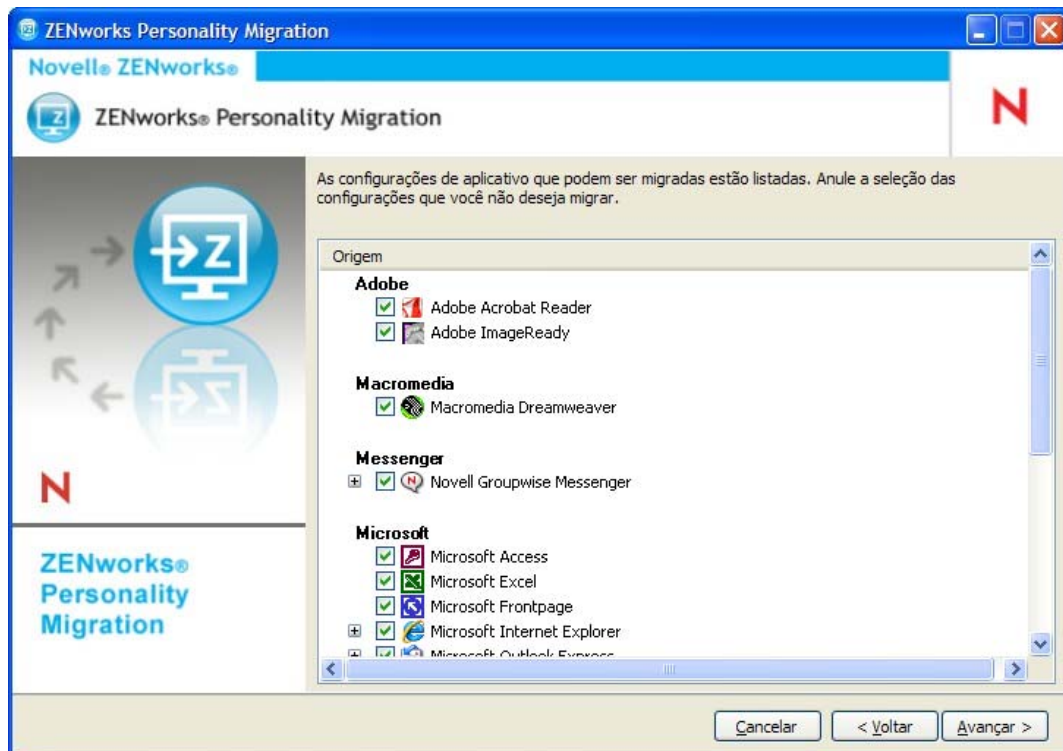 ZENworks Personality Migration
Novell® ZENworks®
ZENworks® Personality Migration
N
As configurações de aplicativo que podem ser migradas estão listadas. Anule a seleção das
configurações que você não deseja migrar.
Origem
Adobe
Adobe Acrobat Reader
Adobe ImageReady
Macromedia
Macromedia Dreamweaver
Messenger
Novell Groupwise Messenger
Microsoft
Microsoft Access
Microsoft Excel
Microsoft Frontpage
Microsoft Internet Explorer
Microsoft Outlook Express
Z
N
ZENworks®
Personality
Migration
Cancelar
< Voltar
Avançar >